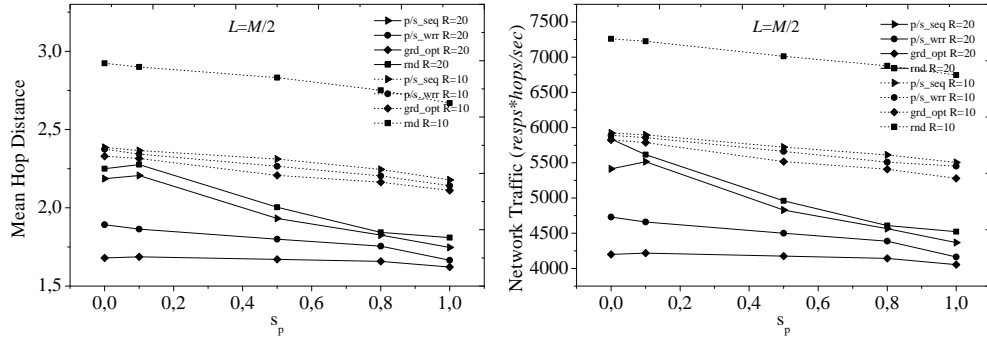 L=M/2
p/s_seq R=20
p/s_wrr R=20
grd_opt R=20
rnd R=20
p/s_seq R=10
p/s_wrr R=10
grd_opt R=10
rnd R=10
3,0
2,5
2,0
1,5
Mean Hop Distance
0,0 0,2 0,4 0,6 0,8 1,0
s_p
L=M/2
p/s_seq R=20
p/s_wrr R=20
grd_opt R=20
rnd R=20
p/s_seq R=10
p/s_wrr R=10
grd_opt R=10
rnd R=10
7500
7000
6500
6000
5500
5000
4500
4000
Network Traffic (resps*hops/sec)
0,0 0,2 0,4 0,6 0,8 1,0
s_p